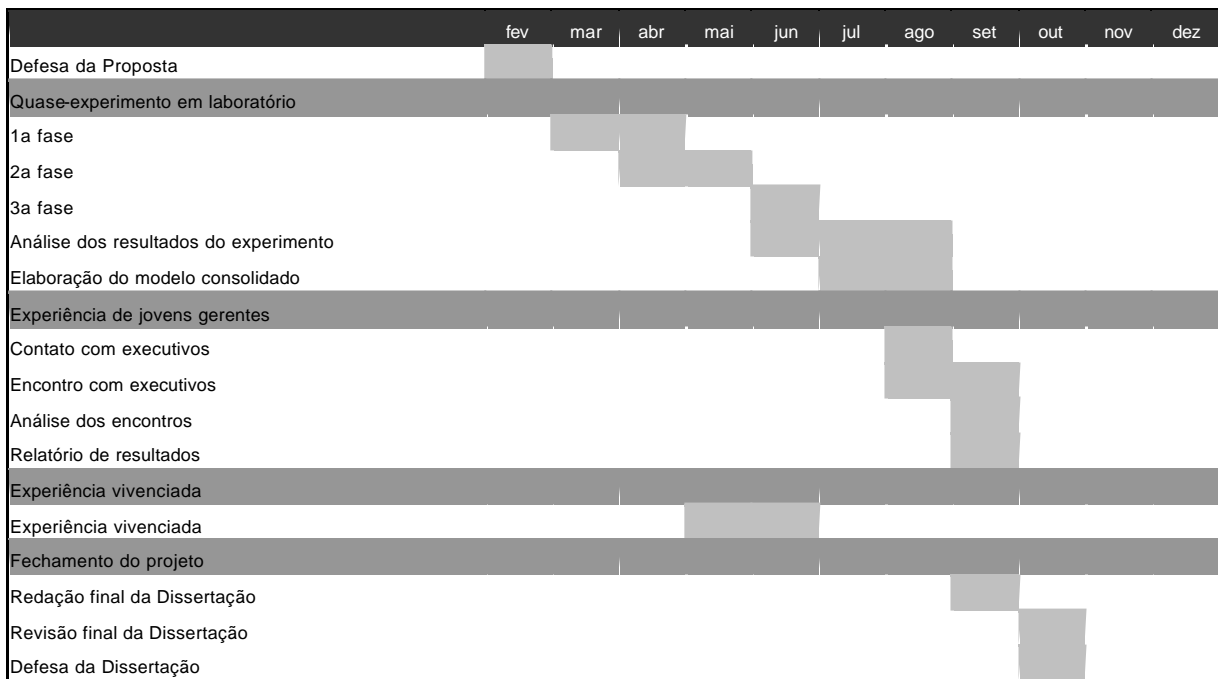 fev mar abr mai jun jul ago set out nov dez
Defesa da Proposta
Quase-experimento em laboratório
1a fase
2a fase
3a fase
Análise dos resultados do experimento
Elaboração do modelo consolidado
Experiência de jovens gerentes
Contato com executivos
Encontro com executivos
Análise dos encontros
Relatório de resultados
Experiência vivenciada
Experiência vivenciada
Fechamento do projeto
Redação final da Dissertação
Revisão final da Dissertação
Defesa da Dissertação